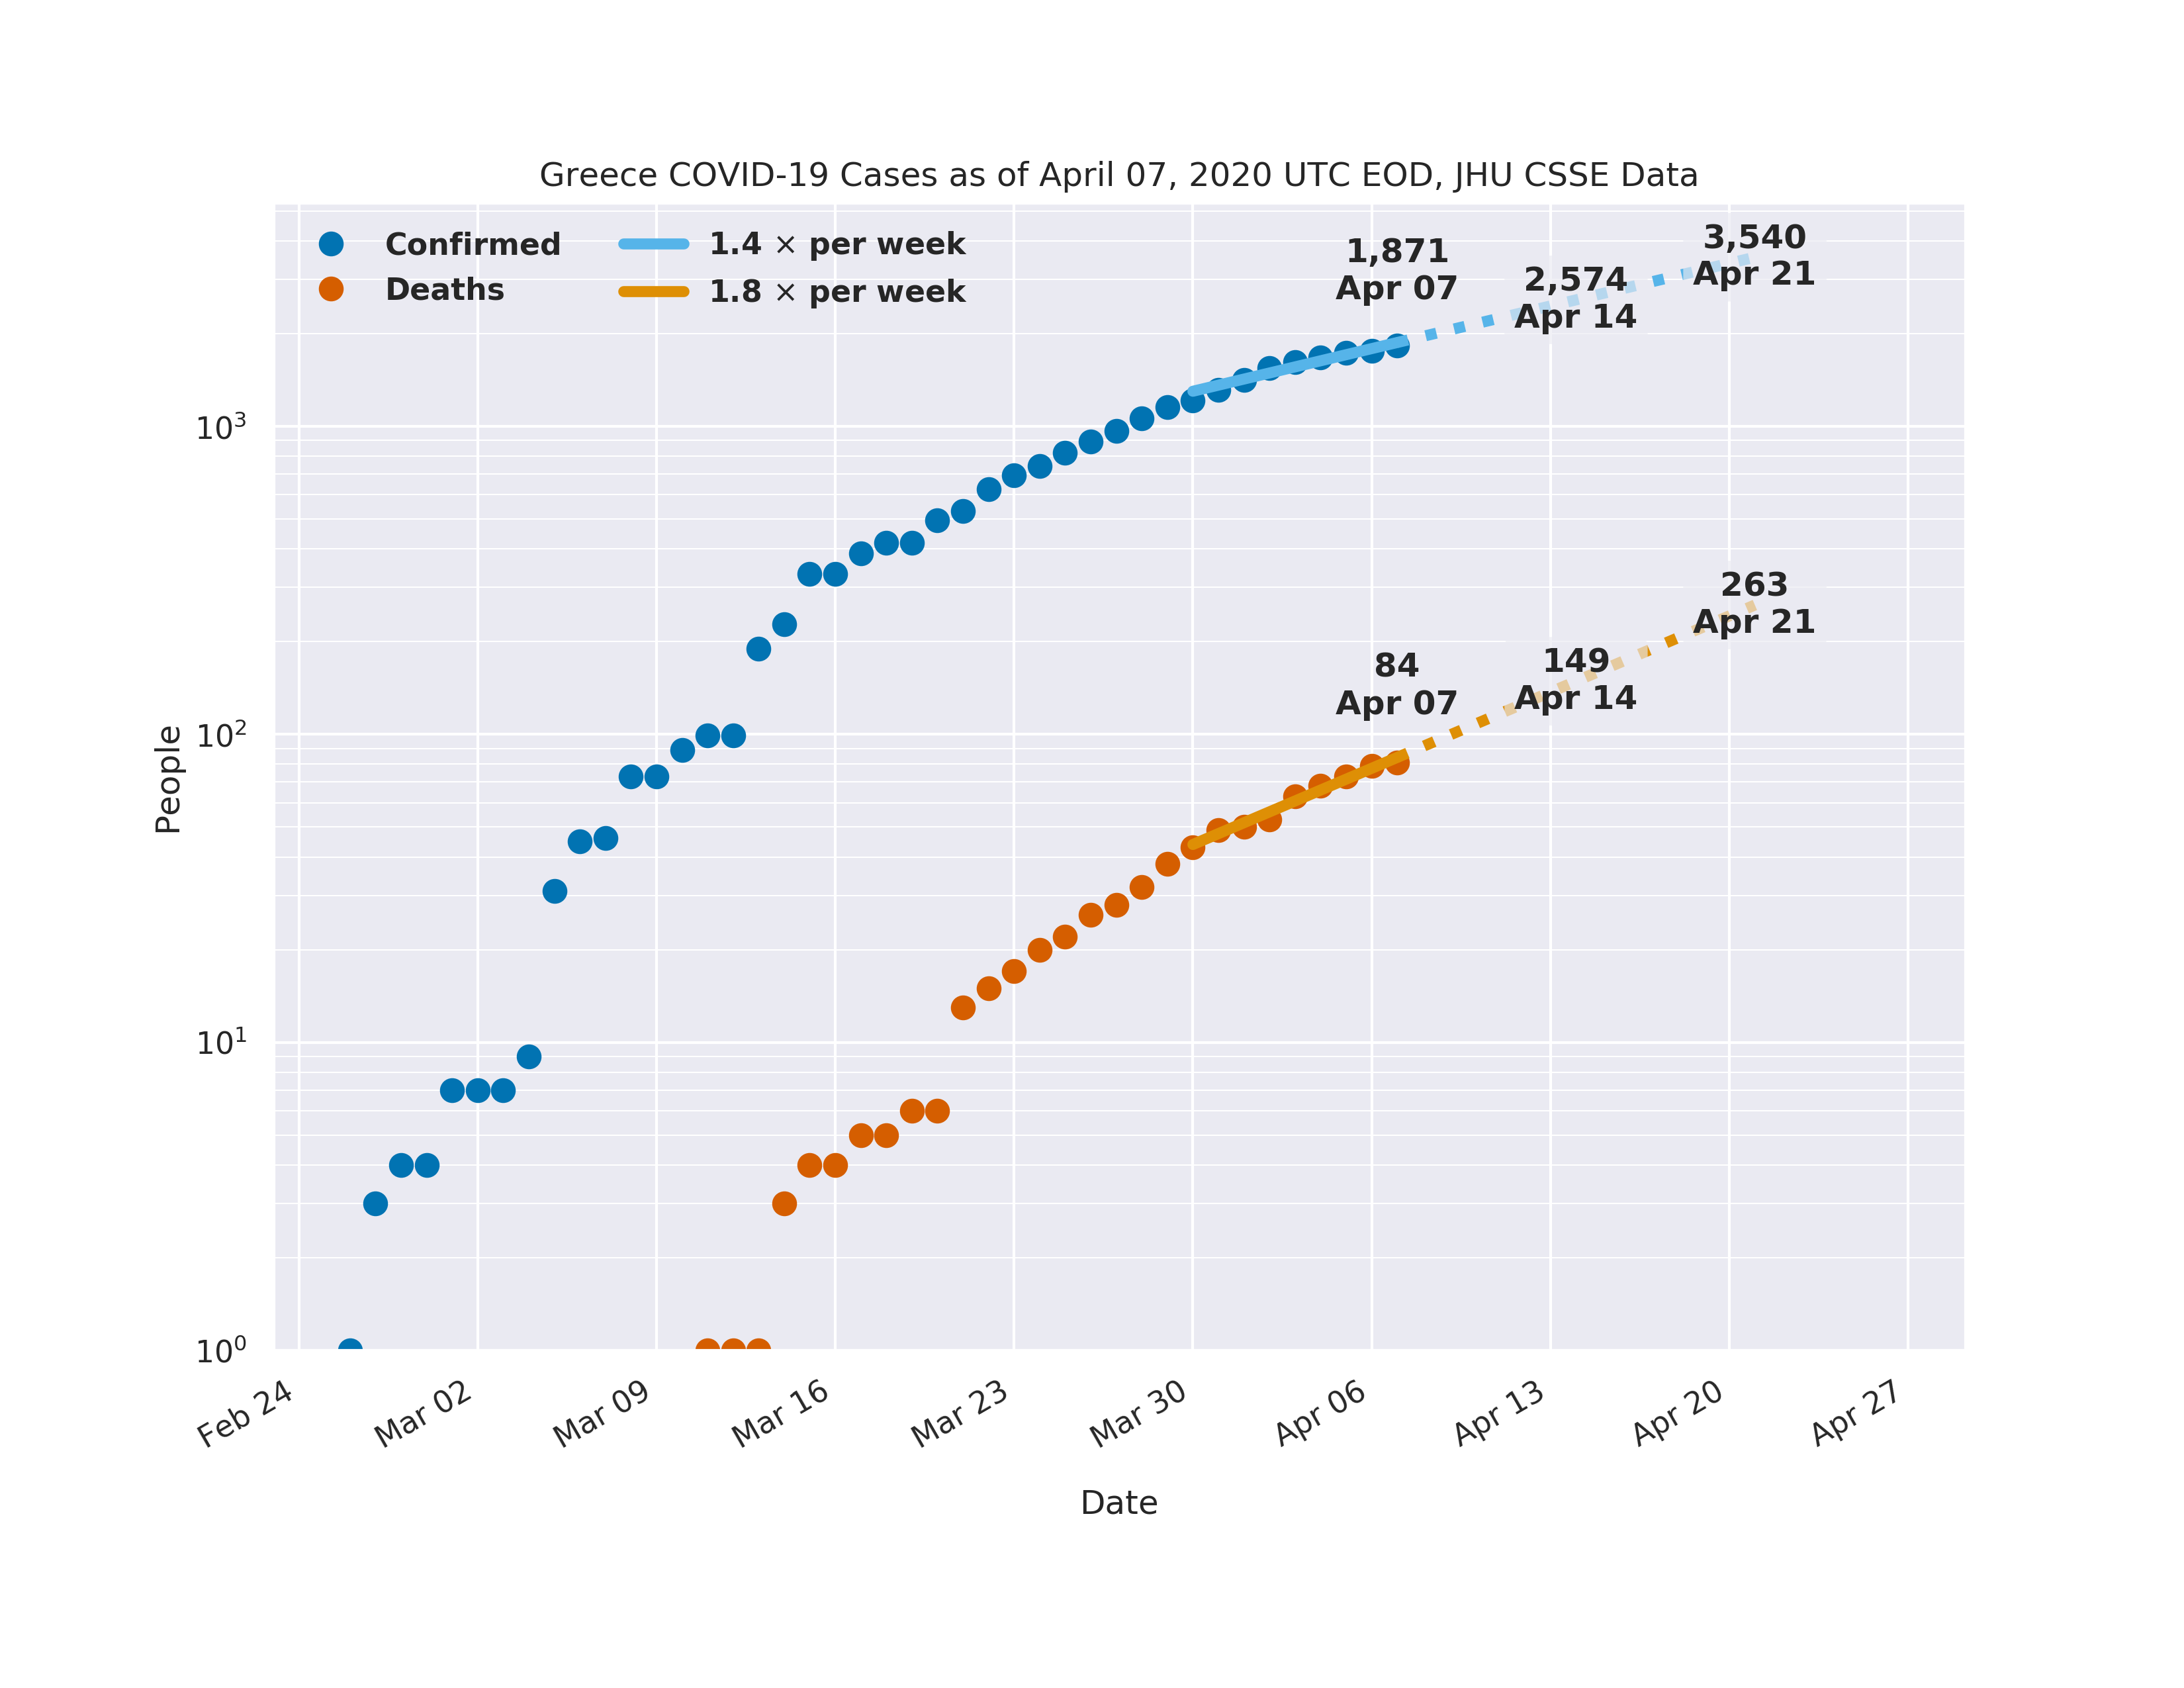 Greece COVID-19 Cases as of April 07, 2020 UTC EOD, JHU CSSE Data
Confirmed
Deaths
1.4 × per week
1.8 × per week
1,871
Apr 07
2,574
Apr 14
3,540
Apr 21
84
Apr 07
149
Apr 14
263
Apr 21
People
10³
10²
10¹
10⁰
Feb 24
Mar 02
Mar 09
Mar 16
Mar 23
Mar 30
Apr 06
Apr 13
Apr 20
Apr 27
Date